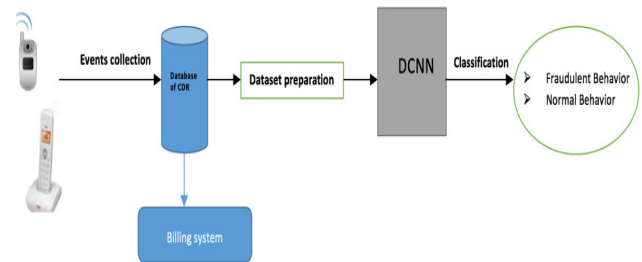 Events collection
Database
of CDR
Dataset preparation
DCNN
Classification
Fraudulent Behavior
Normal Behavior
Billing system